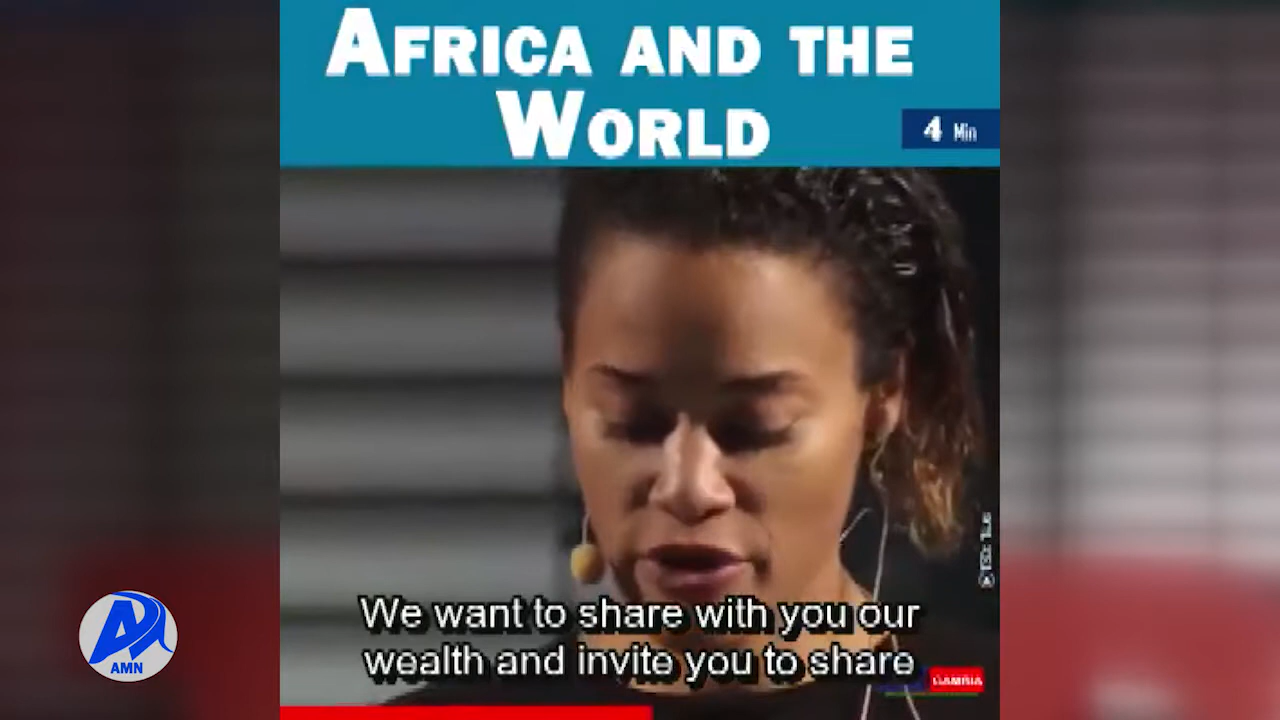 AFRICA AND THE
WORLD
4 Min
We want to share with you our
wealth and invite you to share
GAMBIA
AMN